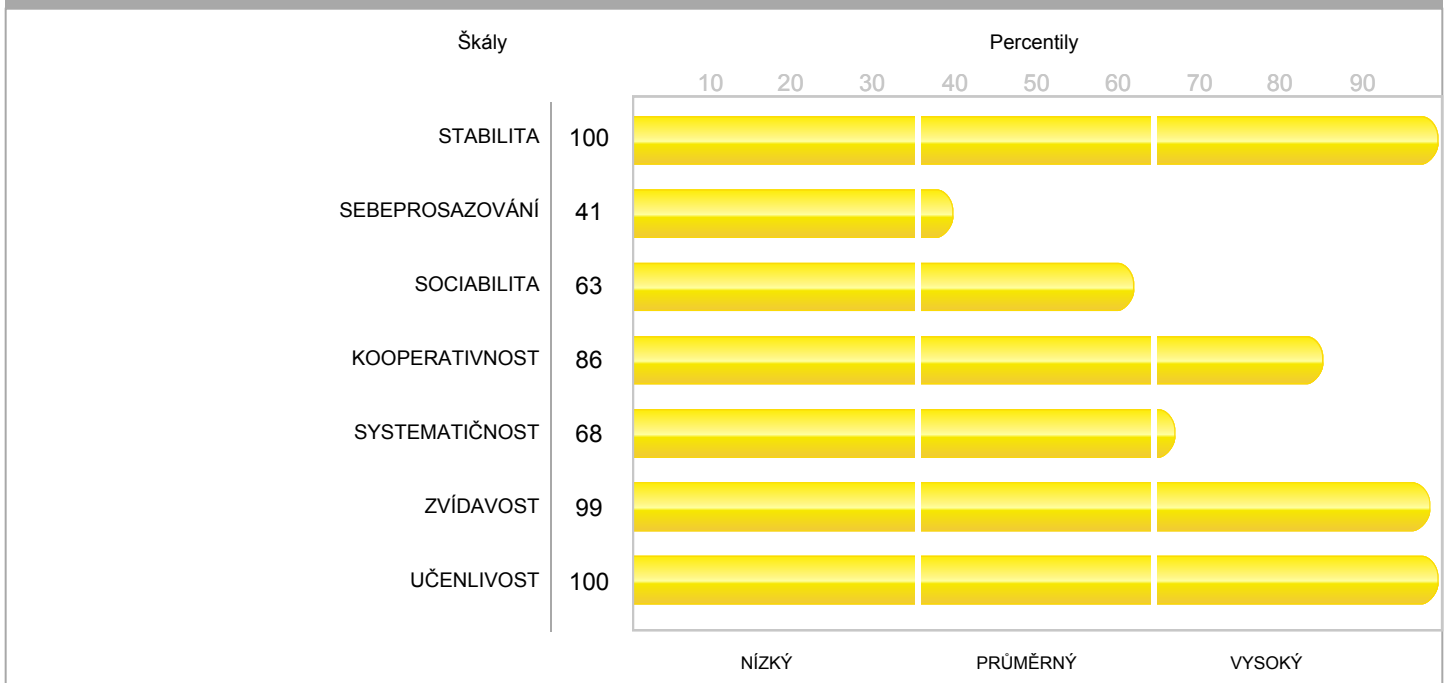 Škály Percentily
10 20 30 40 50 60 70 80 90
STABILITA 100
SEBEPROSAZOVÁNÍ 41
SOCIABILITA 63
KOOPERATIVNOST 86
SYSTEMATIČNOST 68
ZVÍDAVOST 99
UČENLIVOST 100
NÍZKÝ PRŮMĚRNÝ VYSOKÝ